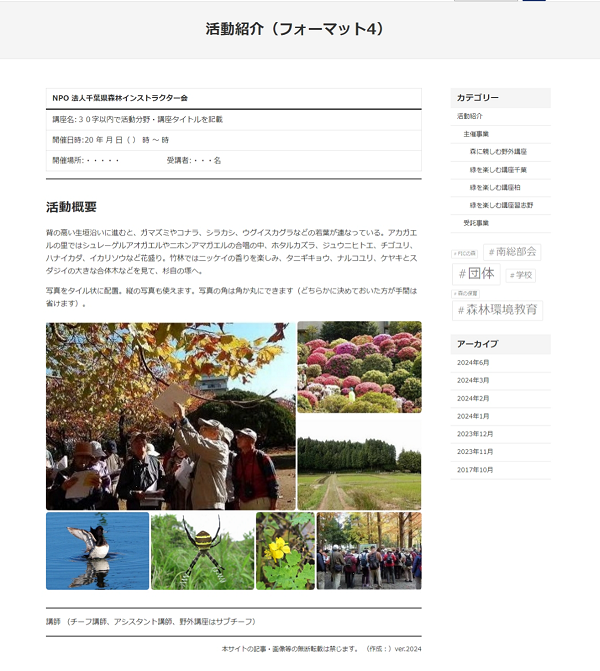 活動紹介（フォーマット4）
NPO 法人千葉県森林インストラクター会
講座名:３０字以内で活動分野・講座タイトルを記載
開催日時:20 年 月 日（ ） 時 ～ 時
開催場所:・・・・・ 受講者:・・・名
活動概要
背の高い生垣沿いに進むと、ガマズミやコナラ、シラカシ、ウグイスカグラなどの若葉が連なっている。アカガエ
ルの里ではシュレーゲルアオガエルやニホンアマガエルの合唱の中、ホタルカズラ、ジュウニヒトエ、チゴユリ、
ハナイカダ、イカリソウなど花盛り。竹林ではニッケイの香りを楽しみ、タニギキョウ、ナルコユリ、ケヤキとス
ダジイの大きな合体木などを見て、杉自の塚へ。
写真をタイル状に配置。縦の写真も使えます。写真の角は角か丸にできます（どちらかに決めておいた方が手間は
省けます）。
講師 （チーフ講師、アシスタント講師、野外講座はサブチーフ）
本サイトの記事・画像等の無断転載は禁じます。 （作成：）ver.2024
カテゴリー
活動紹介
主催事業
森に親しむ野外講座
緑を楽しむ講座千葉
緑を楽しむ講座柏
緑を楽しむ講座習志野
受託事業
#南総部会
#団体
#学校
#森林環境教育
アーカイブ
2024年6月
2024年3月
2024年2月
2024年1月
2023年12月
2023年11月
2017年10月